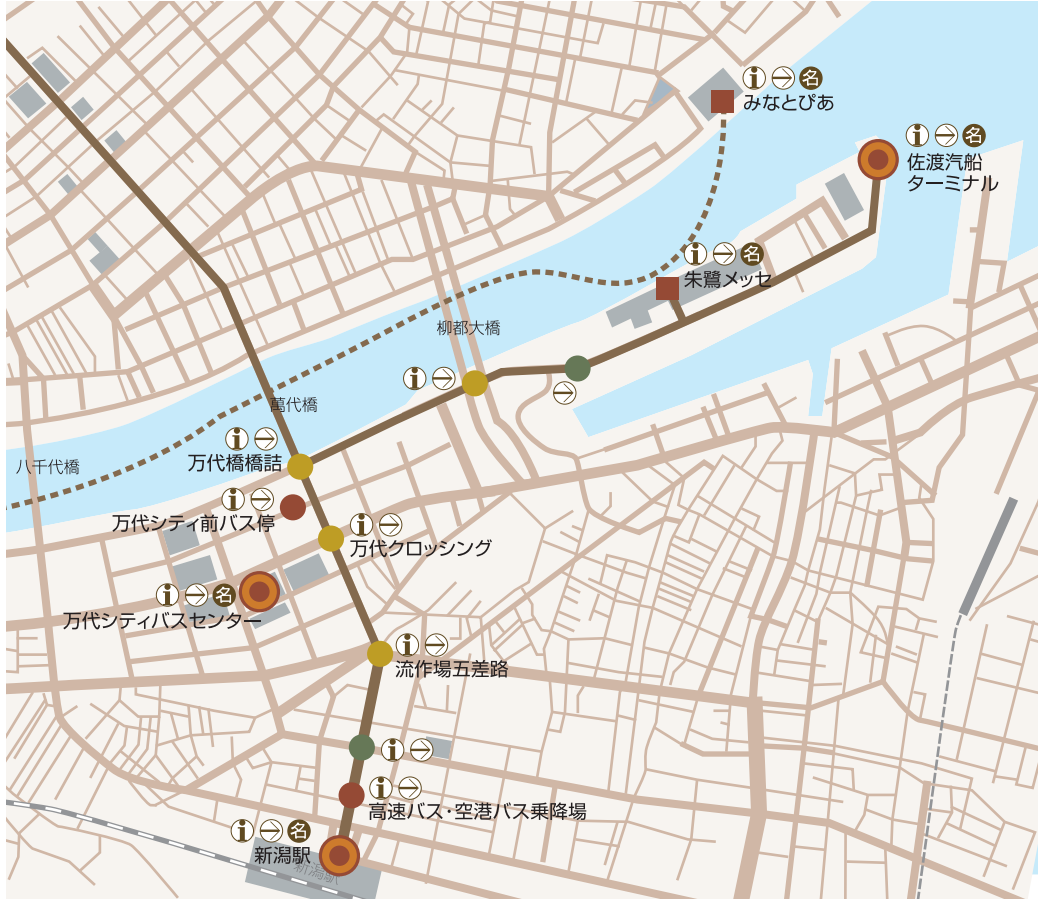 i → 名
みなとぴあ
i → 名
佐渡汽船
ターミナル
i → 名
朱鷺メッセ
柳都大橋
i →
→
萬代橋
i →
万代橋橋詰
八千代橋
i →
万代シティ前バス停
i →
万代クロッシング
i → 名
万代シティバスセンター
i →
流作場五差路
i →
i →
高速バス・空港バス乗降場
i → 名
新潟駅
新潟駅